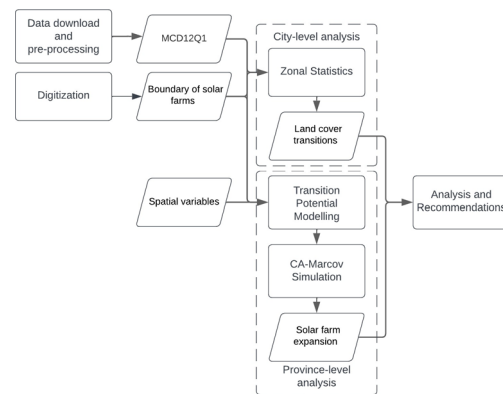 Data download
and
pre-processing
MCD12Q1
City-level analysis
Zonal Statistics
Digitization
Boundary of solar
farms
Land cover
transitions
Spatial variables
Transition
Potential
Modelling
Analysis and
Recommendations
CA-Marcov
Simulation
Solar farm
expansion
Province-level
analysis